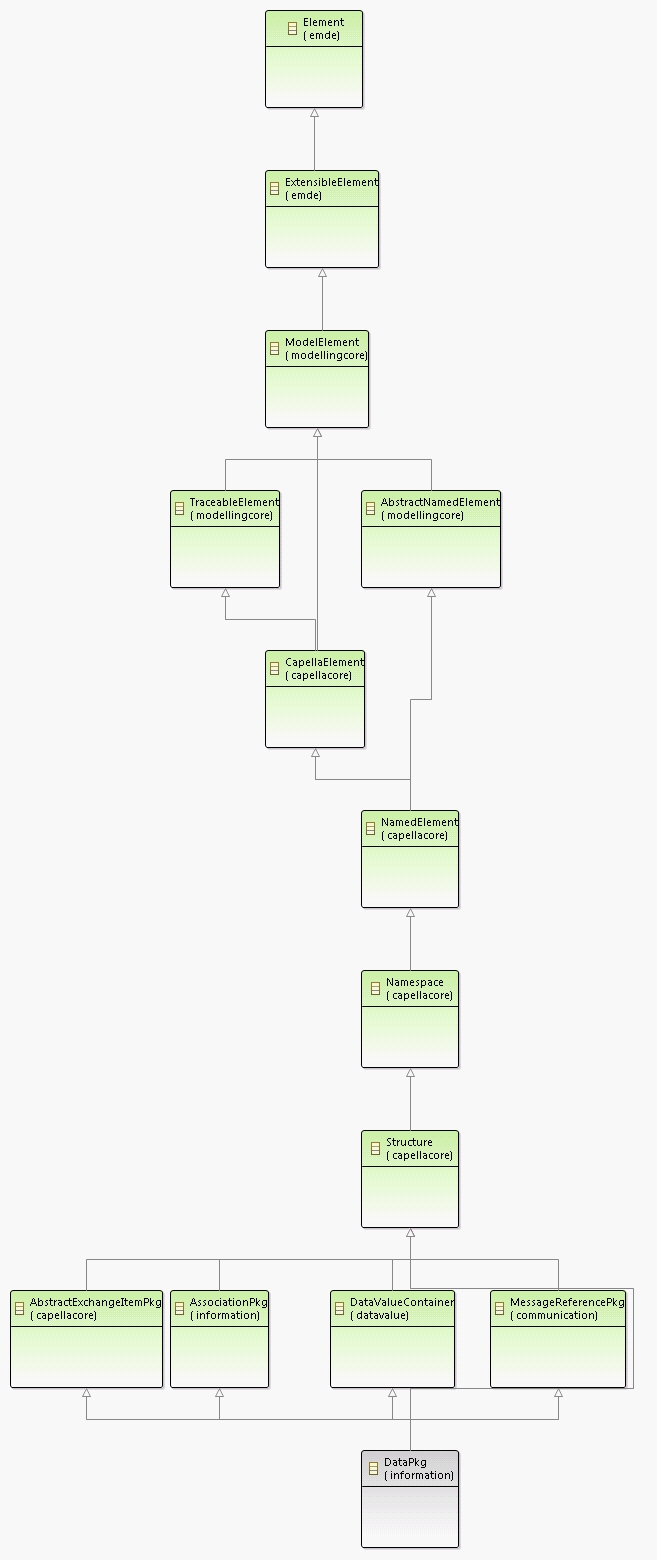 Element
( emde)
ExtensibleElement
( emde)
ModelElement
( modellingcore)
TraceableElement
( modellingcore)
AbstractNamedElement
( modellingcore)
CapellaElement
( capellacore)
NamedElement
( capellacore)
Namespace
( capellacore)
Structure
( capellacore)
AbstractExchangeItemPkg
( capellacore)
AssociationPkg
( information)
DataValueContainer
( datavalue)
MessageReferencePkg
( communication)
DataPkg
( information)